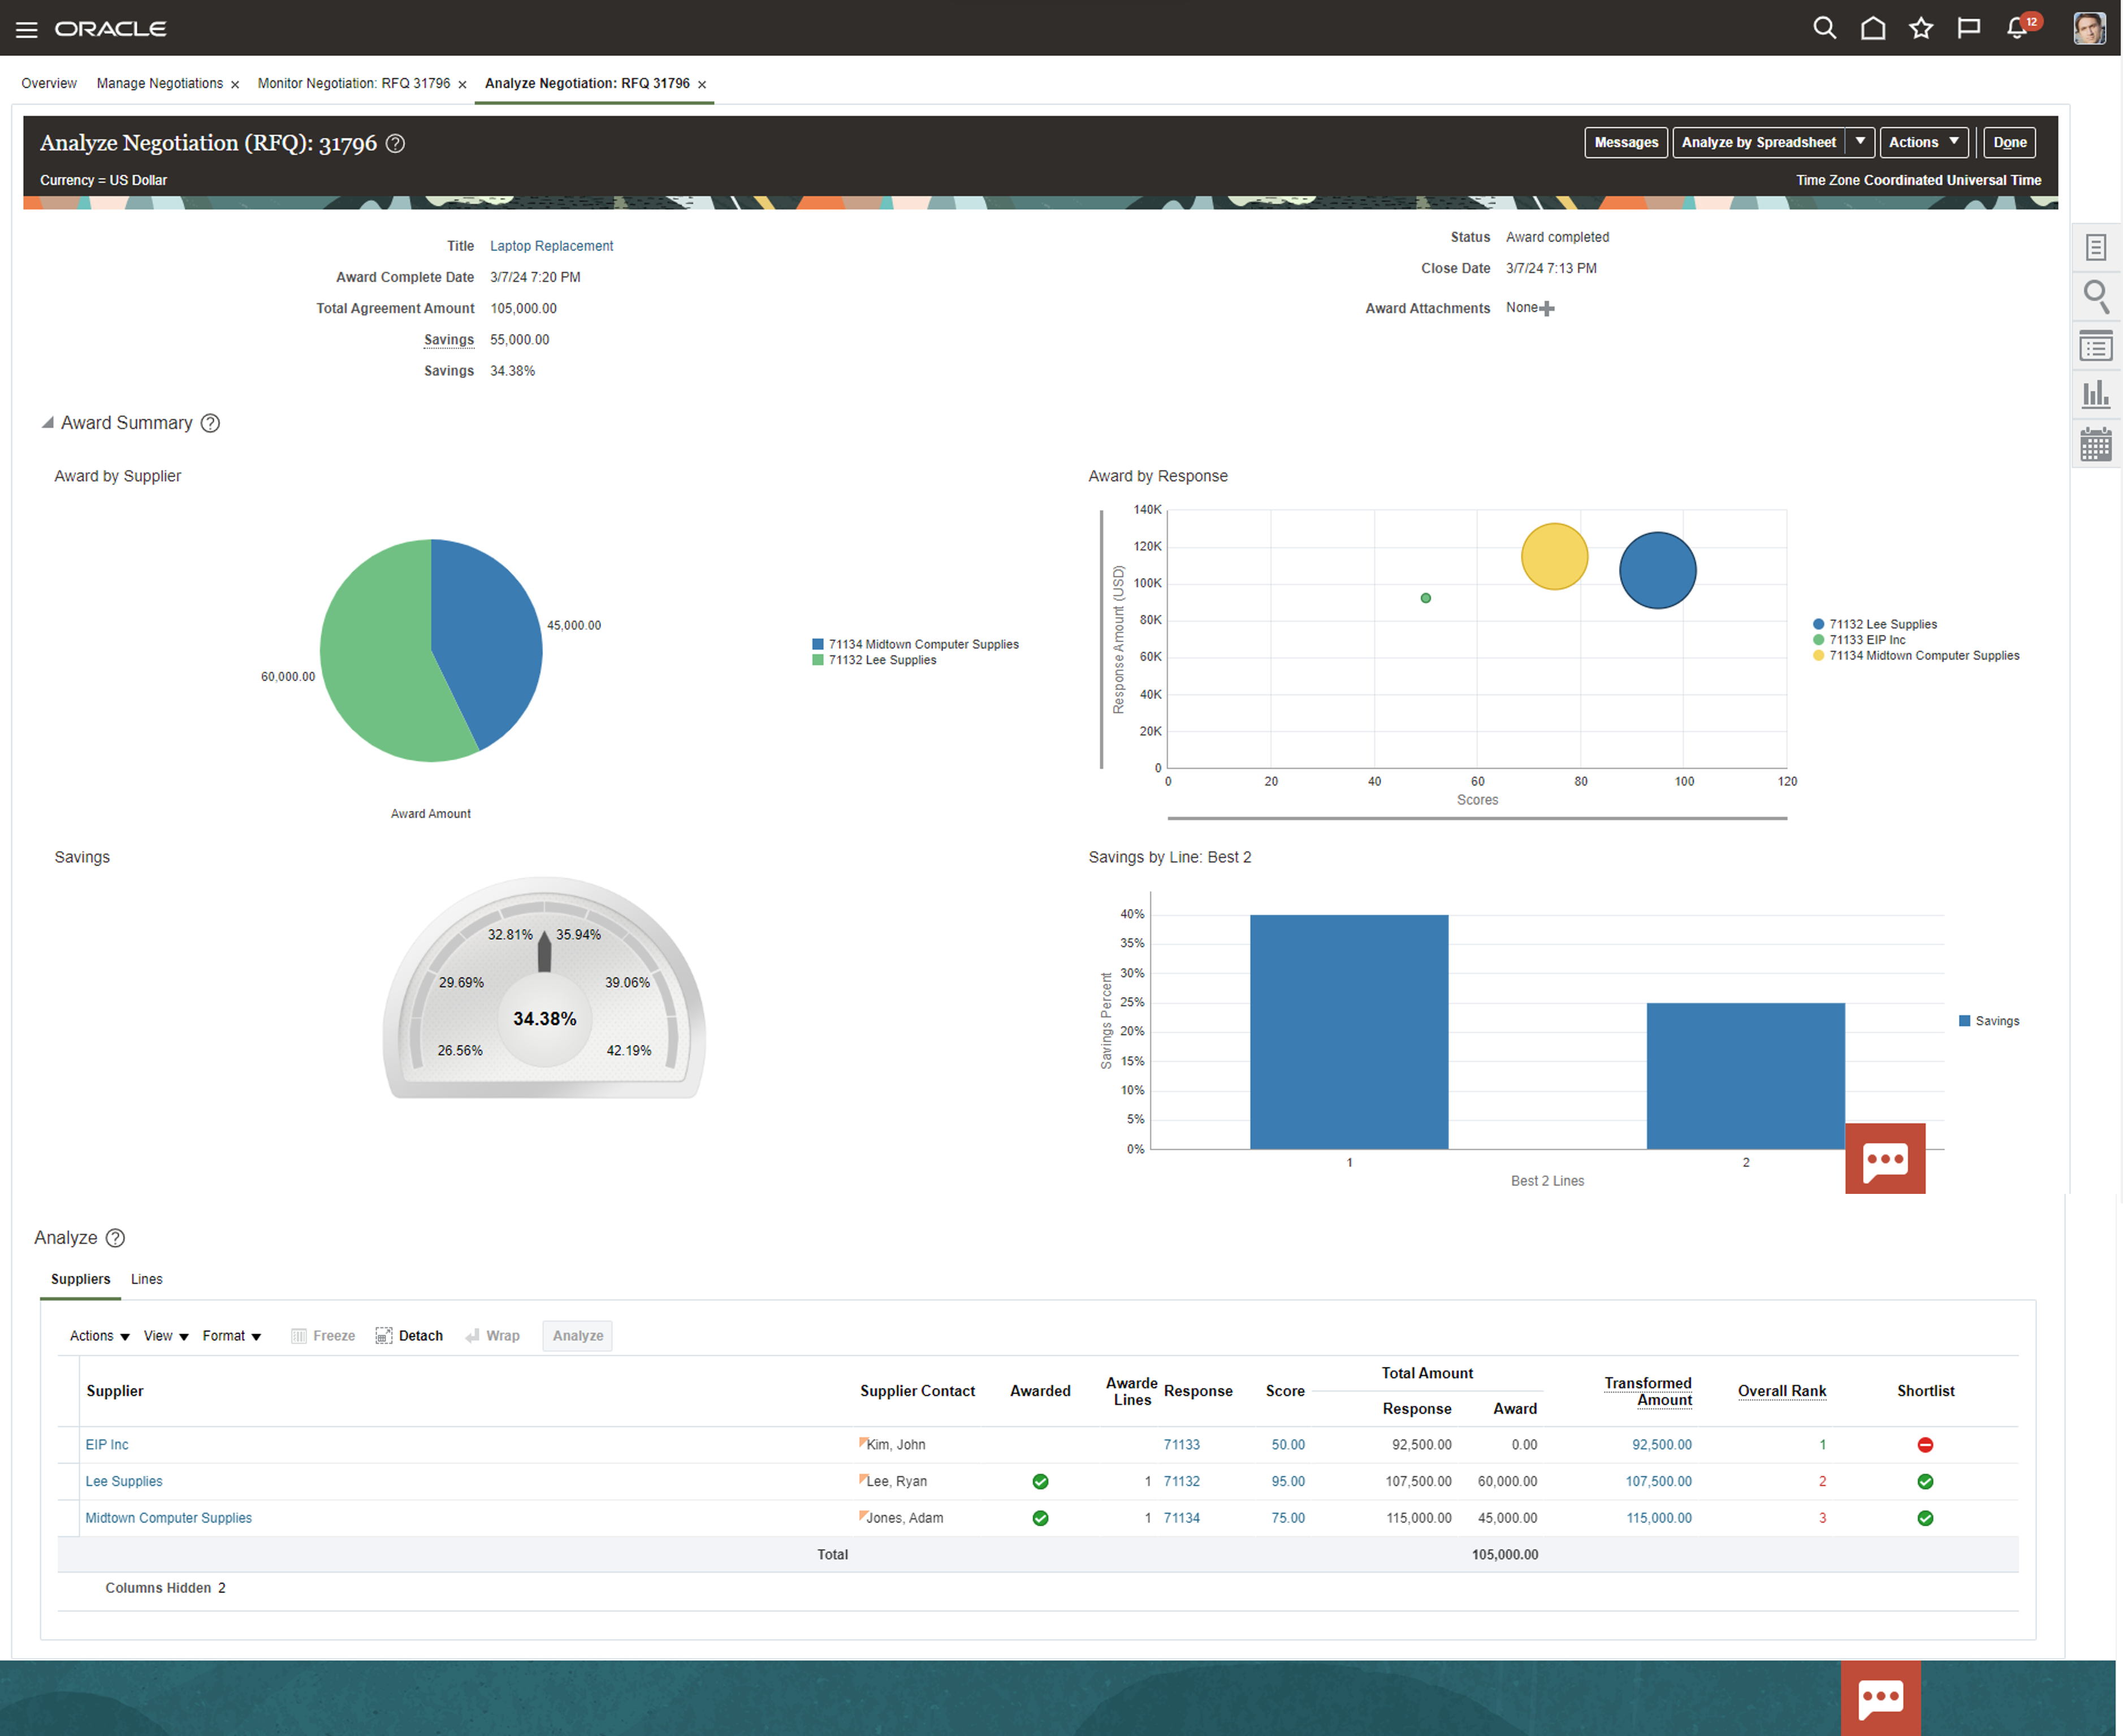 ORACLE
12
Overview Manage Negotiations × Monitor Negotiation: RFQ 31796 × Analyze Negotiation: RFQ 31796 ×
Analyze Negotiation (RFQ): 31796 ?
Messages Analyze by Spreadsheet Actions Done
Currency = US Dollar
Time Zone Coordinated Universal Time
Title Laptop Replacement
Award Complete Date 3/7/24 7:20 PM
Total Agreement Amount 105,000.00
Savings 55,000.00
Savings 34.38%
Status Award completed
Close Date 3/7/24 7:13 PM
Award Attachments None
Award Summary ?
Award by Supplier
45,000.00
60,000.00
71134 Midtown Computer Supplies
71132 Lee Supplies
Award Amount
Award by Response
Response Amount (USD)
140K
120K
100K
80K
60K
40K
20K
0
0 20 40 60 80 100 120
Scores
71132 Lee Supplies
71133 EIP Inc
71134 Midtown Computer Supplies
Savings
32.81% 35.94%
29.69% 39.06%
34.38%
26.56% 42.19%
Savings by Line: Best 2
Savings Percent
40%
35%
30%
25%
20%
15%
10%
5%
0%
1 2
Best 2 Lines
Savings
Analyze ?
Suppliers Lines
Actions View Format Freeze Detach Wrap Analyze
Supplier Supplier Contact Awarded Awarde Lines Response Score Total Amount Response Award Transformed Amount Overall Rank Shortlist
EIP Inc Kim, John 71133 50.00 92,500.00 0.00 92,500.00 1
Lee Supplies Lee, Ryan 1 71132 95.00 107,500.00 60,000.00 107,500.00 2
Midtown Computer Supplies Jones, Adam 1 71134 75.00 115,000.00 45,000.00 115,000.00 3
Total 105,000.00
Columns Hidden 2